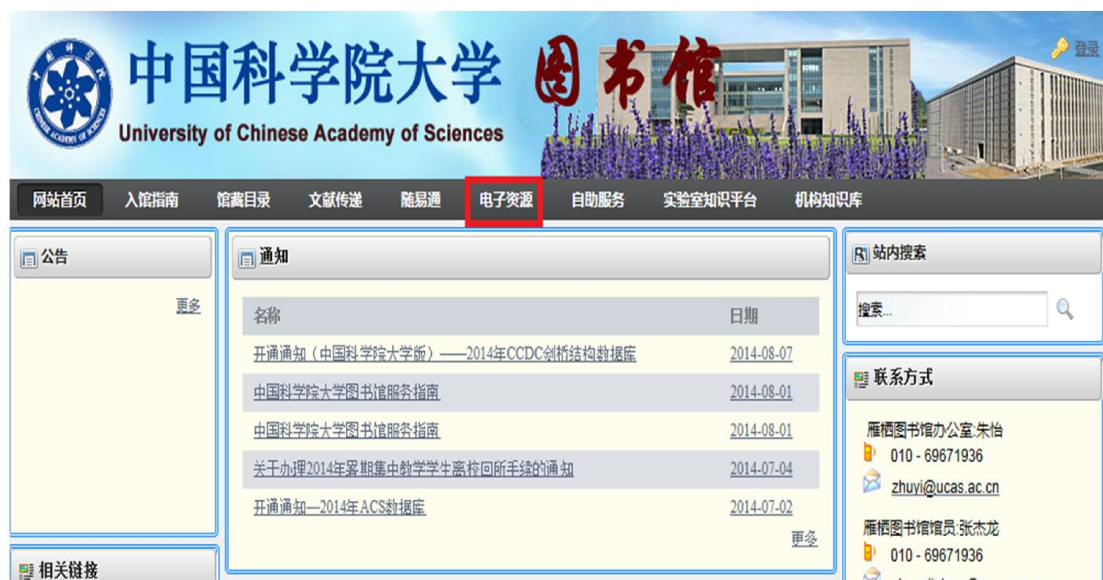 中国科学院大学 图书馆
University of Chinese Academy of Sciences
登录
网站首页 入馆指南 馆藏目录 文献传递 随易通 电子资源 自助服务 实验室知识平台 机构知识库
公告
更多
通知
名称 日期
开通通知（中国科学院大学版）——2014年CCDC剑桥结构数据库 2014-08-07
中国科学院大学图书馆服务指南 2014-08-01
中国科学院大学图书馆服务指南 2014-08-01
关于办理2014年暑期集中教学学生离校回所手续的通知 2014-07-04
开通通知—2014年ACS数据库 2014-07-02
更多
站内搜索
搜索...
联系方式
雁栖图书馆办公室:朱怡
010 - 69671936
zhuyi@ucas.ac.cn
雁栖图书馆馆员:张杰龙
010 - 69671936
相关链接